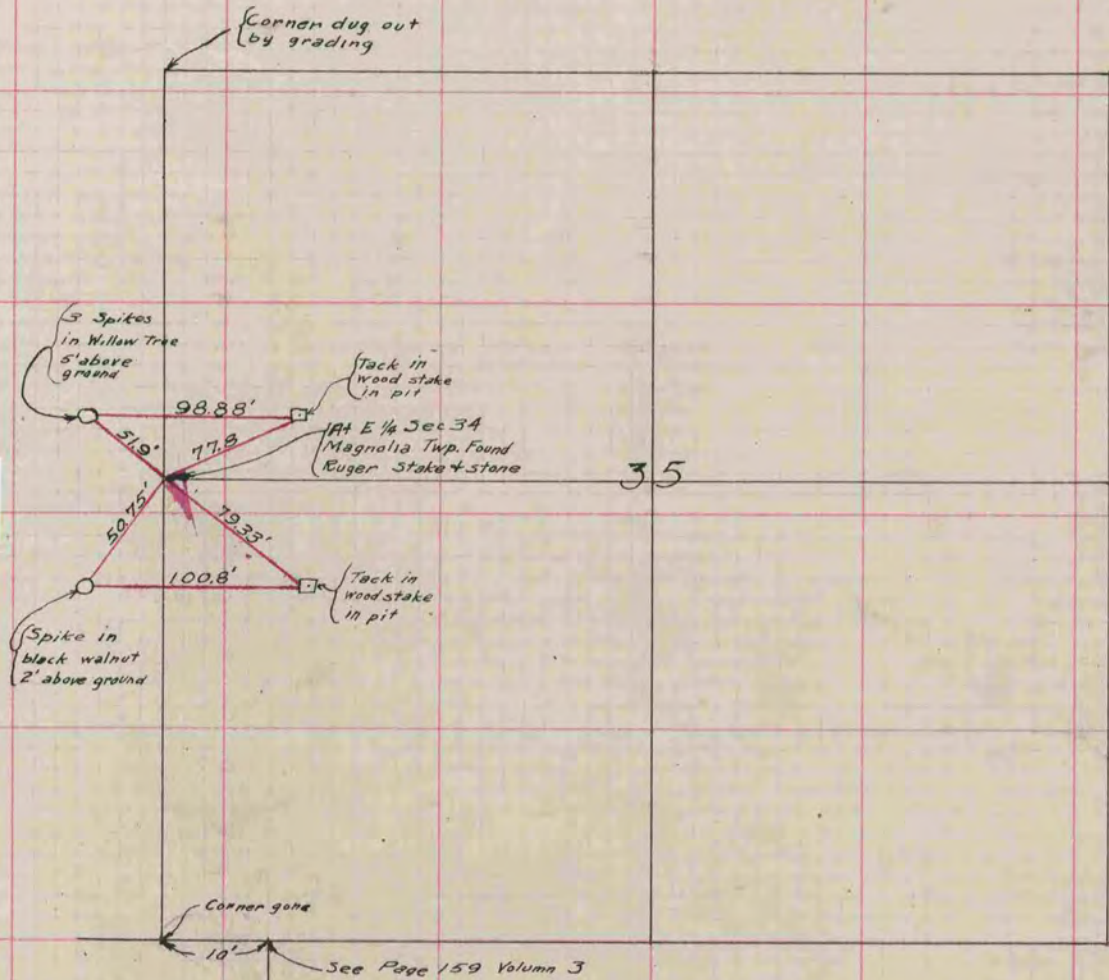 Corner dug out
by grading
3 Spikes
in Willow Tree
5' above
ground
Tack in
wood stake
in pit
98.88'
At E 1/4 Sec 34
Magnolia Twp. Found
Ruger Stake + stone
51.9'
77.8
35
50.75'
79.33'
100.8'
Tack in
wood stake
in pit
Spike in
black walnut
2' above ground
Corner gone
10'
See Page 159 Volumn 3